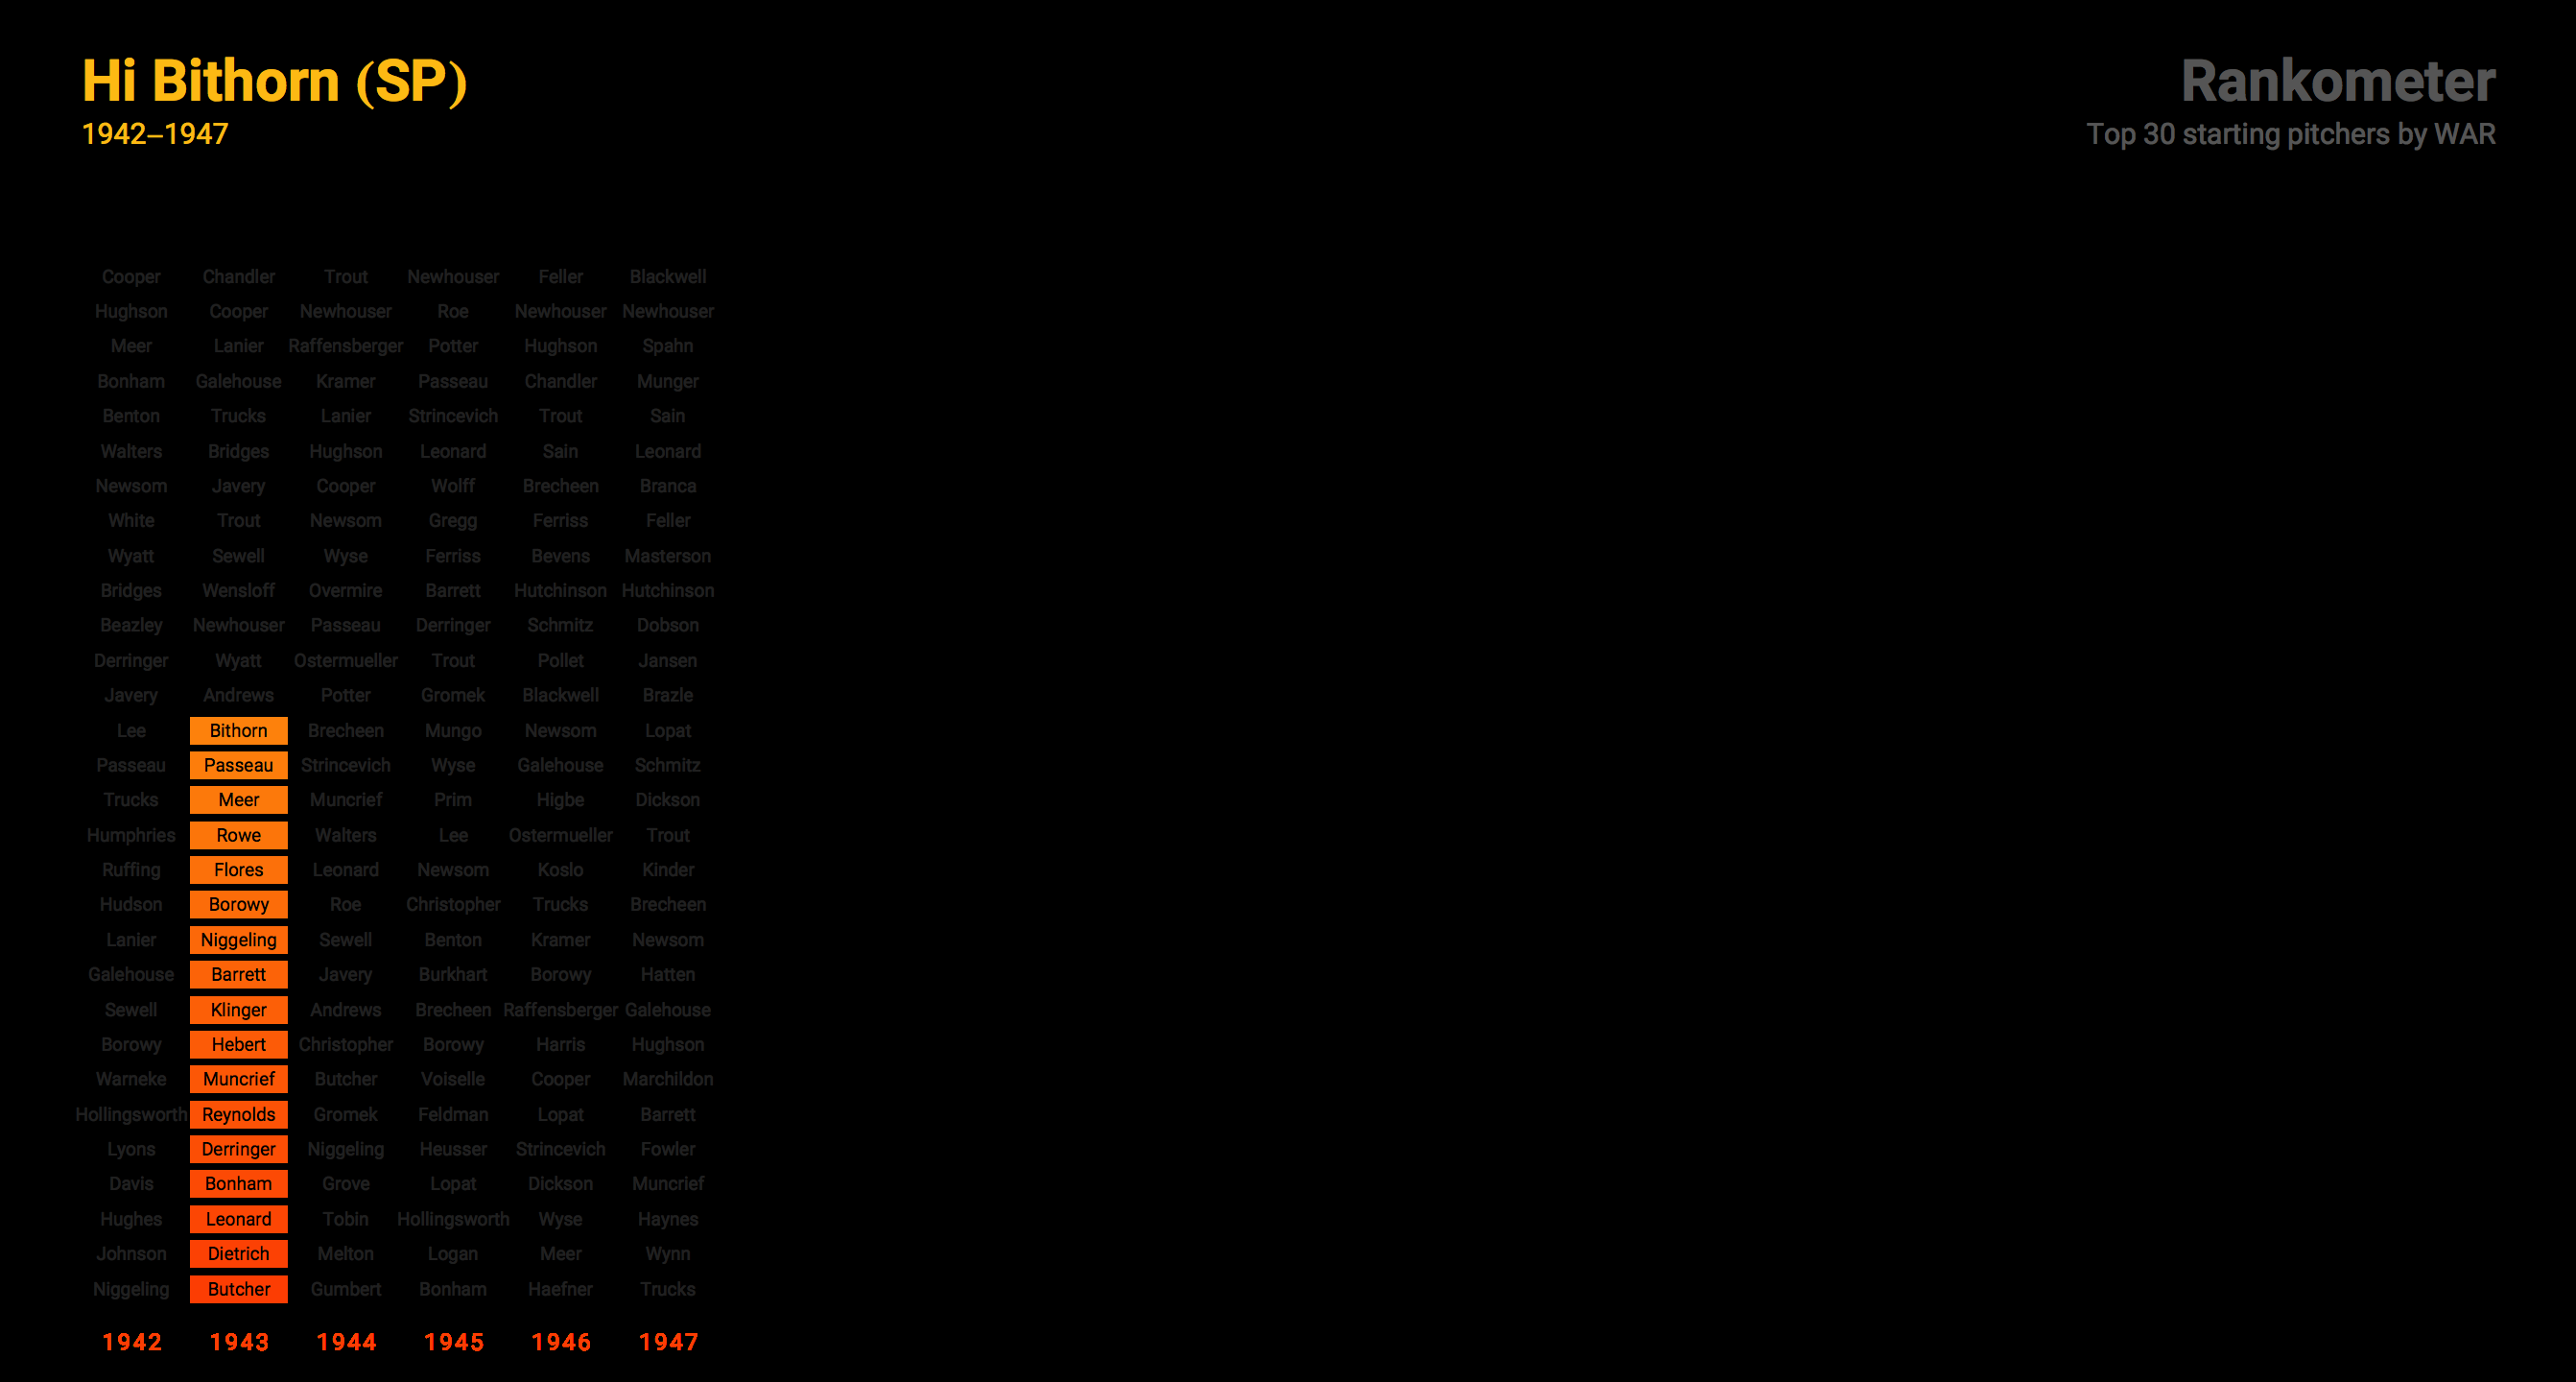 Hi Bithorn (SP)
1942–1947
Rankometer
Top 30 starting pitchers by WAR
Cooper Chandler Trout Newhouser Feller Blackwell
Hughson Cooper Newhouser Roe Newhouser Newhouser
Meer Lanier Raffensberger Potter Hughson Spahn
Bonham Galehouse Kramer Passeau Chandler Munger
Benton Trucks Lanier Strincevich Trout Sain
Walters Bridges Hughson Leonard Sain Leonard
Newsom Javery Cooper Wolff Brecheen Branca
White Trout Newsom Gregg Ferriss Feller
Wyatt Sewell Wyse Ferriss Bevens Masterson
Bridges Wensloff Overmire Barrett Hutchinson Hutchinson
Beazley Newhouser Passeau Derringer Schmitz Dobson
Derringer Wyatt Ostermueller Trout Pollet Jansen
Javery Andrews Potter Gromek Blackwell Brazle
Lee Bithorn Brecheen Mungo Newsom Lopat
Passeau Passeau Strincevich Wyse Galehouse Schmitz
Trucks Meer Muncrief Prim Higbe Dickson
Humphries Rowe Walters Lee Ostermueller Trout
Ruffing Flores Leonard Newsom Koslo Kinder
Hudson Borowy Roe Christopher Trucks Brecheen
Lanier Niggeling Sewell Benton Kramer Newsom
Galehouse Barrett Javery Burkhart Borowy Hatten
Sewell Klinger Andrews Brecheen Raffensberger Galehouse
Borowy Hebert Christopher Borowy Harris Hughson
Warneke Muncrief Butcher Voiselle Cooper Marchildon
Hollingsworth Reynolds Gromek Feldman Lopat Barrett
Lyons Derringer Niggeling Heusser Strincevich Fowler
Davis Bonham Grove Lopat Dickson Muncrief
Hughes Leonard Tobin Hollingsworth Wyse Haynes
Johnson Dietrich Melton Logan Meer Wynn
Niggeling Butcher Gumbert Bonham Haefner Trucks
1942 1943 1944 1945 1946 1947